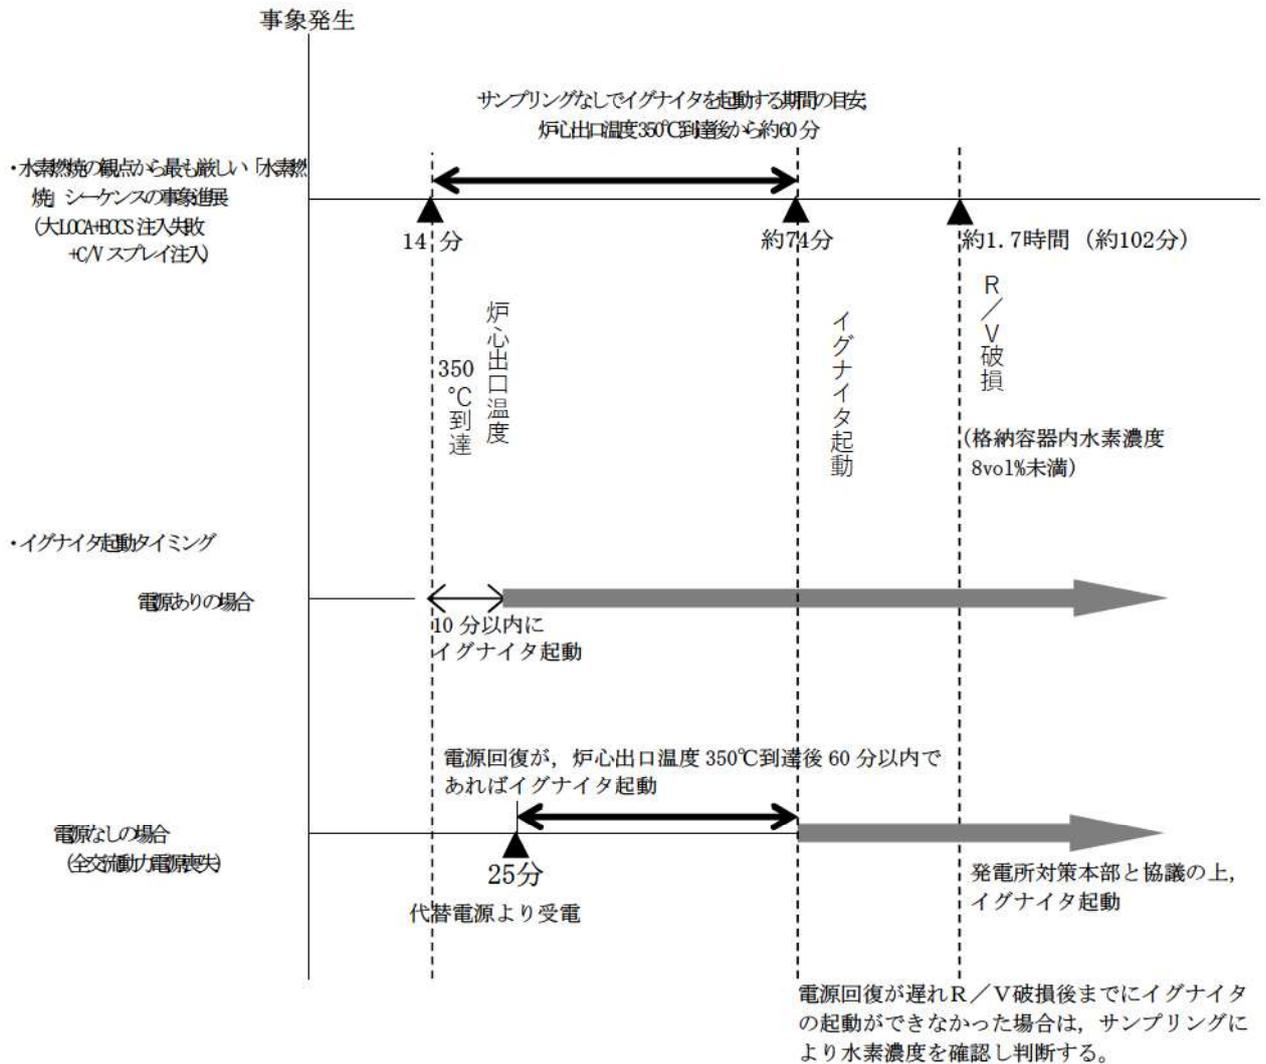 事象発生
サンプリングなしでイグナイタを起動する期間の目安;
炉心出口温度350℃到達後から約60分
・水素燃焼の観点から最も厳しい「水素燃
焼」シーケンスの事象進展
(大LOCA+ECCS注入失敗
+C/Vスプレイ注入)
14分
約74分
約1.7時間(約102分)
炉心出口温度
350℃到達
イグナイタ起動
R/V破損
(格納容器内水素濃度
8vol%未満)
・イグナイタ起動タイミング
電源ありの場合
10分以内に
イグナイタ起動
電源回復が,炉心出口温度350℃到達後60分以内で
あればイグナイタ起動
電源なしの場合
(全交流動力電源喪失)
25分
代替電源より受電
発電所対策本部と協議の上,
イグナイタ起動
電源回復が遅れR/V破損後までにイグナイタ
の起動ができなかった場合は,サンプリングに
より水素濃度を確認し判断する。